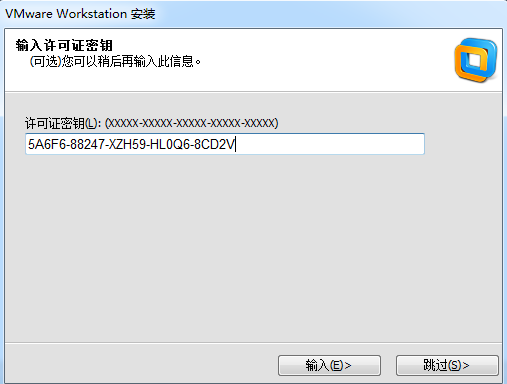 VMware Workstation 安装
输入许可证密钥
(可选)您可以稍后再输入此信息。
许可证密钥(L): (XXXXX-XXXXX-XXXXX-XXXXX-XXXXX)
5A6F6-88247-XZH59-HL0Q6-8CD2V
输入(E)> 跳过(S)>